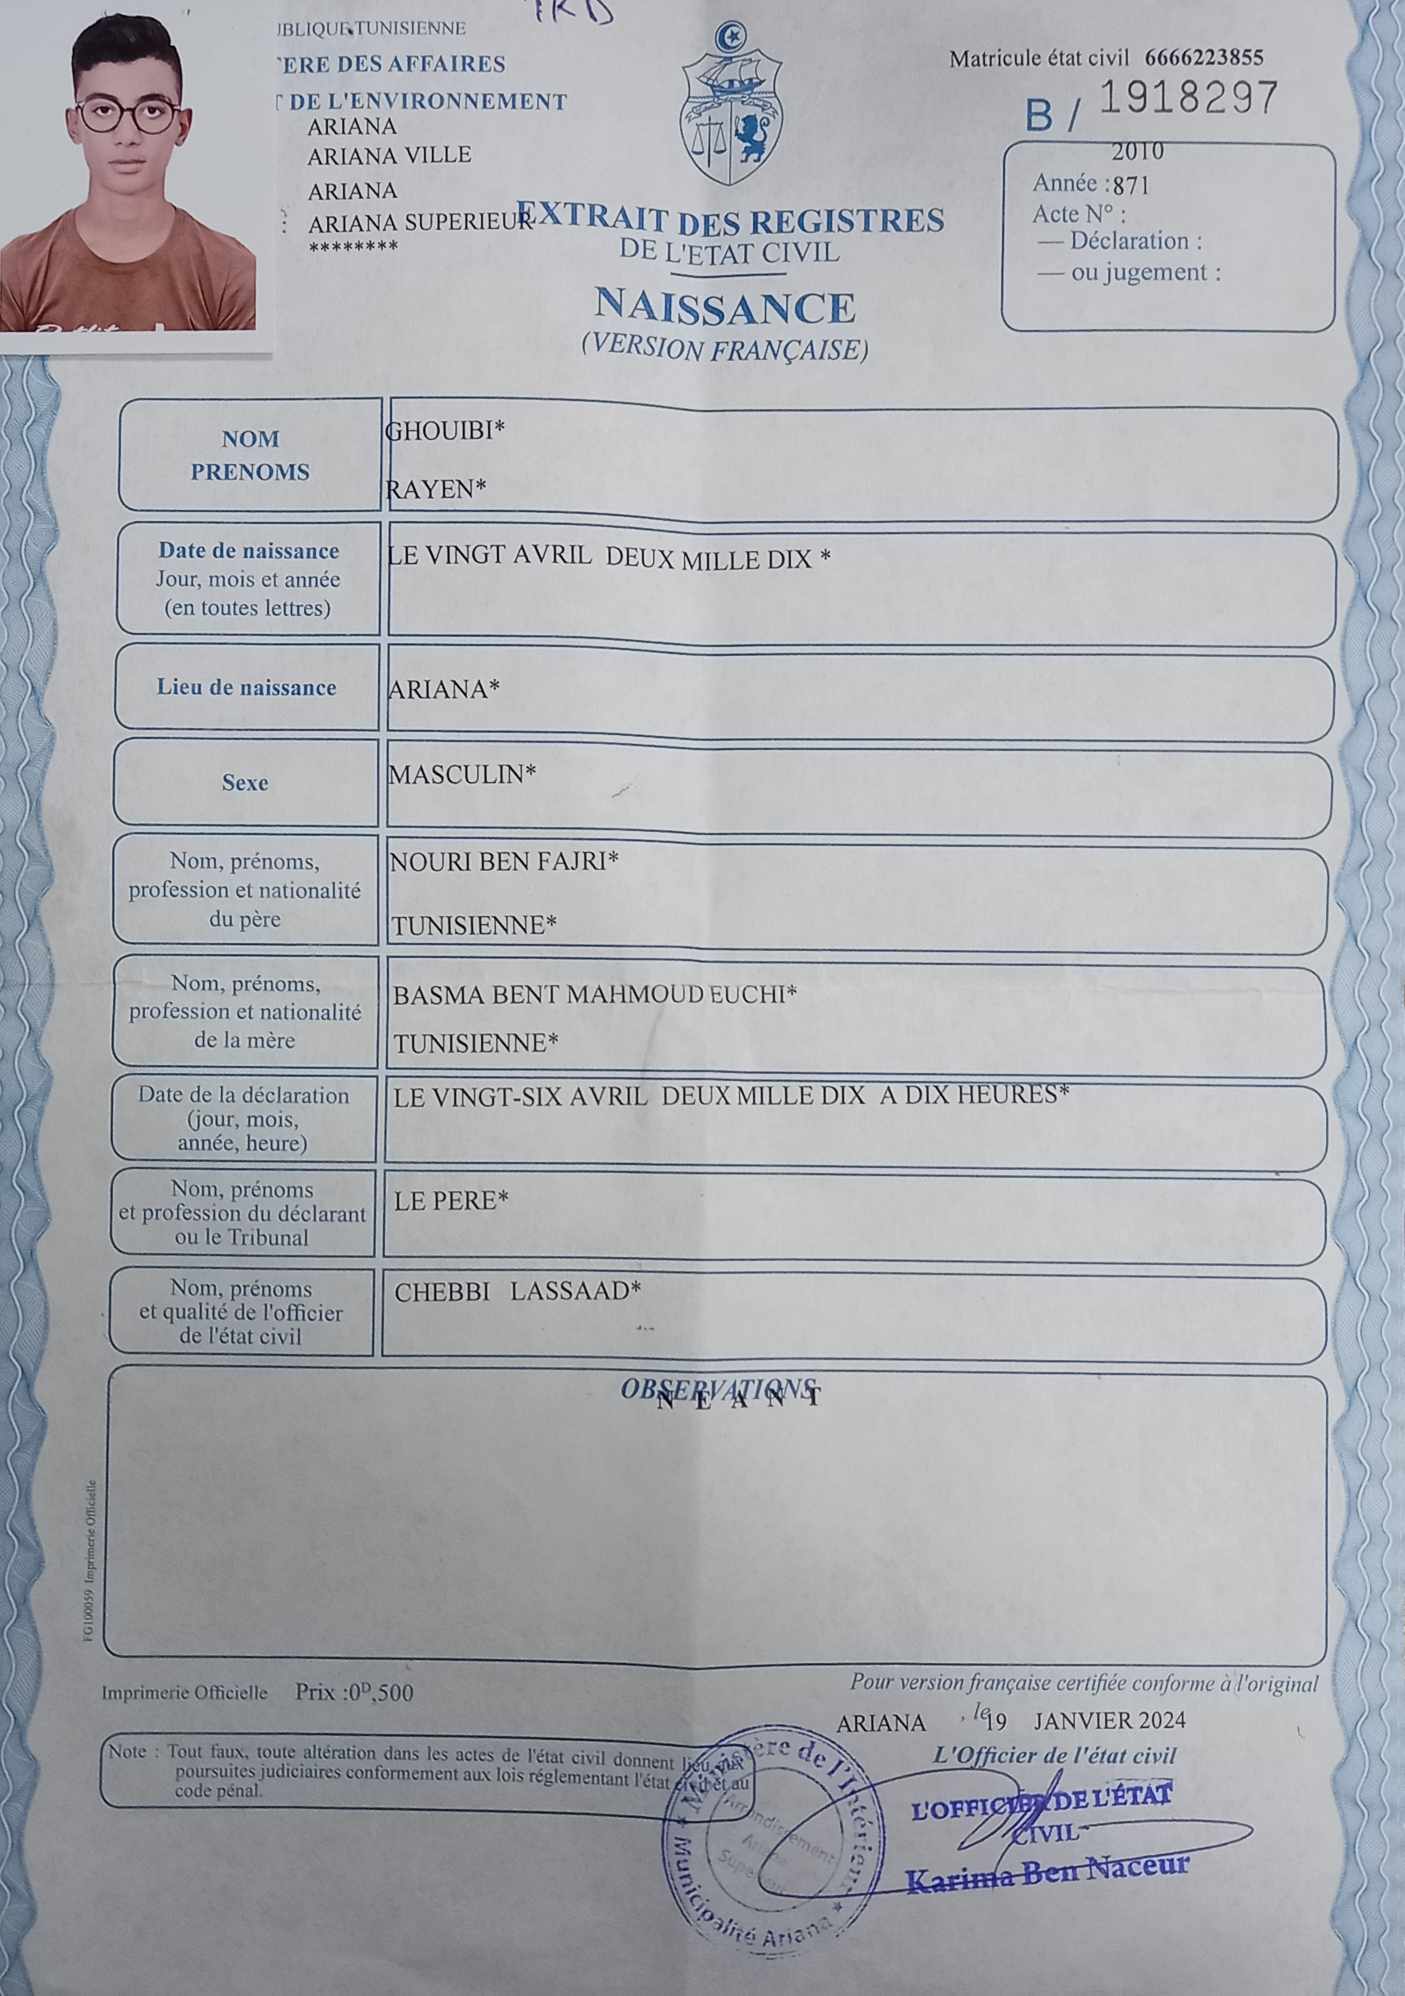 UBLIQUE TUNISIENNE
ERE DES AFFAIRES
T DE L'ENVIRONNEMENT
ARIANA
ARIANA VILLE
ARIANA
: ARIANA SUPERIEUR
********
Matricule état civil 6666223855
B / 1918297
2010
Année :871
Acte N° :
— Déclaration :
— ou jugement :
EXTRAIT DES REGISTRES
DE L'ETAT CIVIL
NAISSANCE
(VERSION FRANÇAISE)
NOM
PRENOMS
GHOUIBI*
RAYEN*
Date de naissance
Jour, mois et année
(en toutes lettres)
LE VINGT AVRIL DEUX MILLE DIX *
Lieu de naissance
ARIANA*
Sexe
MASCULIN*
Nom, prénoms,
profession et nationalité
du père
NOURI BEN FAJRI*
TUNISIENNE*
Nom, prénoms,
profession et nationalité
de la mère
BASMA BENT MAHMOUD EUCHI*
TUNISIENNE*
Date de la déclaration
(jour, mois,
année, heure)
LE VINGT-SIX AVRIL DEUX MILLE DIX A DIX HEURES*
Nom, prénoms
et profession du déclarant
ou le Tribunal
LE PERE*
Nom, prénoms
et qualité de l'officier
de l'état civil
CHEBBI LASSAAD*
OBSERVATIONS
N E A N T
FG100059 Imprimerie Officielle
Imprimerie Officielle Prix :0ᴰ,500
Pour version française certifiée conforme à l'original
ARIANA , le 19 JANVIER 2024
L'Officier de l'état civil
Note : Tout faux, toute altération dans les actes de l'état civil donnent lieu aux
poursuites judiciaires conformement aux lois réglementant l'état civil et au
code pénal.
Ministère de l'Intérieur
Arrondissement
Ariana
Superieur
* Municipalité Ariana *
L'OFFICIER DE L'ÉTAT
CIVIL
Karima Ben Naceur